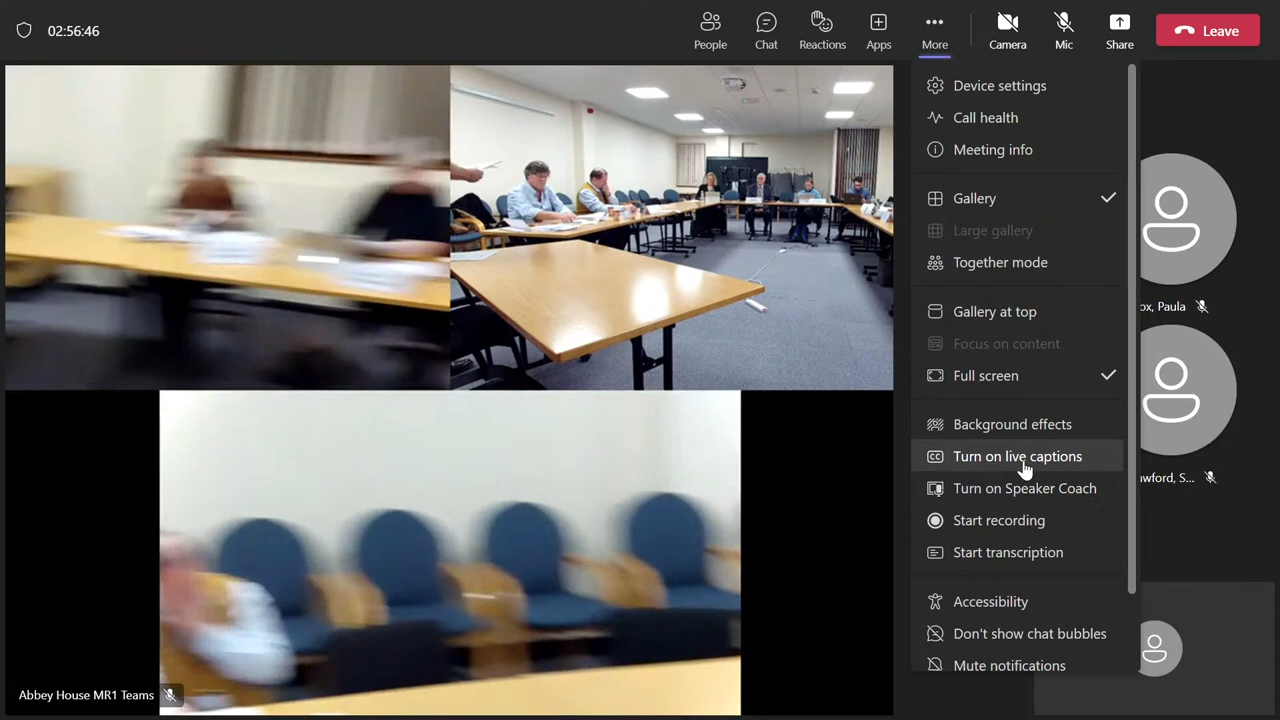 02:56:46
People
Chat
Reactions
Apps
More
Camera
Mic
Share
Leave
Device settings
Call health
Meeting info
Gallery
Large gallery
Together mode
Gallery at top
Focus on content
Full screen
Background effects
CC Turn on live captions
Turn on Speaker Coach
Start recording
Start transcription
Accessibility
Don't show chat bubbles
Mute notifications
ox, Paula
wford, S...
Abbey House MR1 Teams